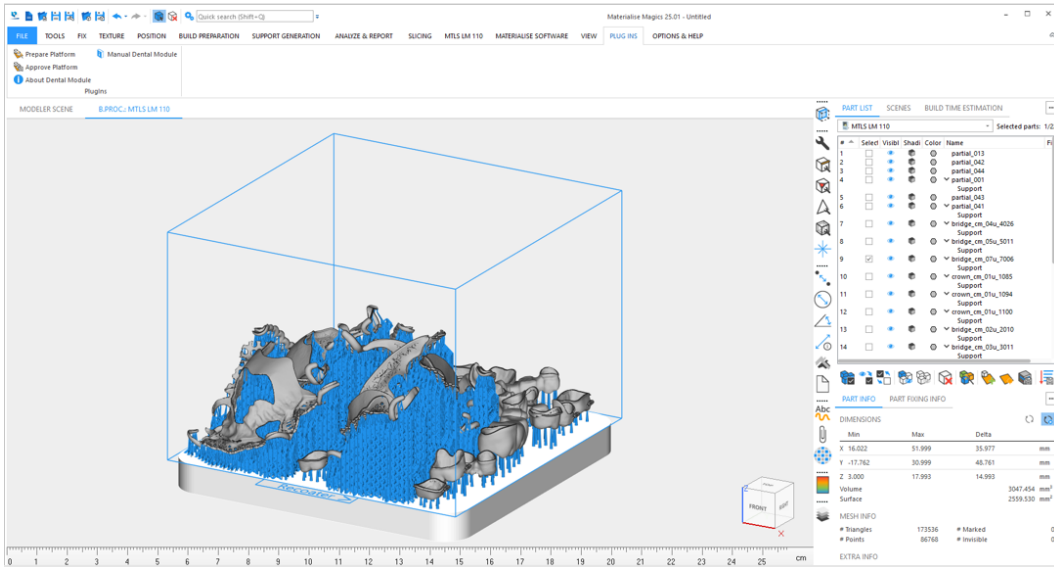 Quick search (Shift+Q)
Materialise Magics 25.01 - Untitled
FILE TOOLS FIX TEXTURE POSITION BUILD PREPARATION SUPPORT GENERATION ANALYZE & REPORT SLICING MTLS LM 110 MATERIALISE SOFTWARE VIEW PLUG INS OPTIONS & HELP
Prepare Platform Manual Dental Module
Approve Platform
About Dental Module
PlugIns
MODELER SCENE B.PROC.: MTLS LM 110
PART LIST SCENES BUILD TIME ESTIMATION
MTLS LM 110 Selected parts: 1/2
# Select Visibl Shadi Color Name Fi
1 partial_013
2 partial_042
3 partial_044
4 partial_001
Support
5 partial_043
6 partial_041
Support
7 bridge_cm_04u_4026
Support
8 bridge_cm_05u_5011
Support
9 bridge_cm_07u_7006
Support
10 crown_cm_01u_1085
Support
11 crown_cm_01u_1094
Support
12 crown_cm_01u_1100
Support
13 bridge_cm_02u_2010
Support
14 bridge_cm_03u_3011
Support
PART INFO PART FIXING INFO
Abc
DIMENSIONS
Min Max Delta
X 16.022 51.999 35.977 mm
Y -17.762 30.999 48.761 mm
Z 3.000 17.993 14.993 mm
Volume 3047.454 mm³
Surface 2559.530 mm²
MESH INFO
# Triangles 173536 # Marked 0
# Points 86768 # Invisible 0
EXTRA INFO
Recoater
FRONT
X
0 1 2 3 4 5 6 7 8 9 10 11 12 13 14 15 16 17 18 19 20 21 22 23 24 25 cm